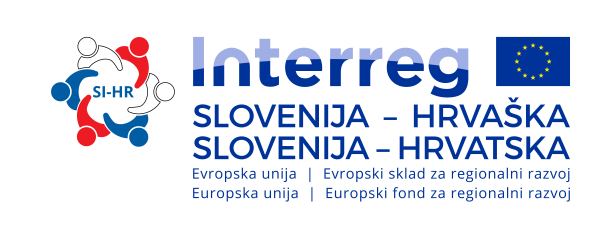 SI-HR
Interreg
SLOVENIJA – HRVAŠKA
SLOVENIJA – HRVATSKA
Evropska unija | Evropski sklad za regionalni razvoj
Europska unija | Europski fond za regionalni razvoj